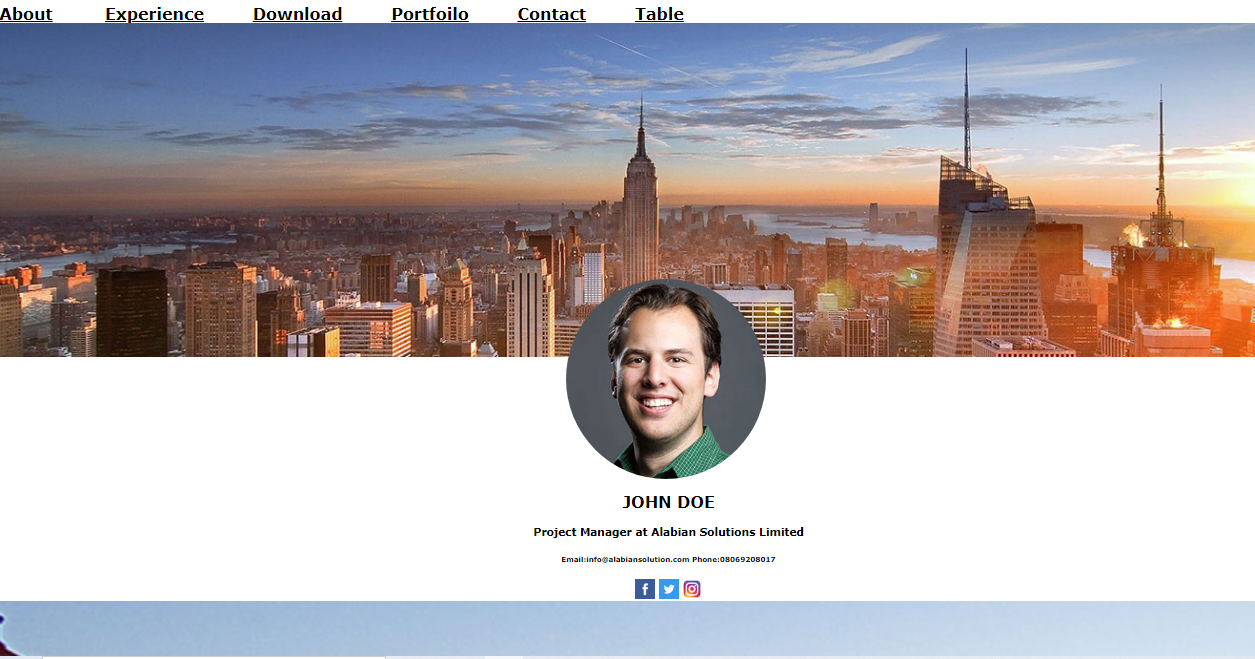 About Experience Download Portfoilo Contact Table
JOHN DOE
Project Manager at Alabian Solutions Limited
Email:info@alabiansolution.com Phone:08069208017